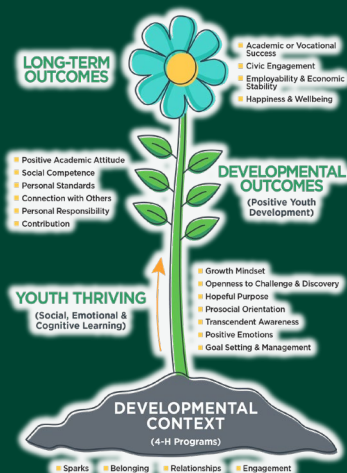 LONG-TERM
OUTCOMES
Academic or Vocational
Success
Civic Engagement
Employability & Economic
Stability
Happiness & Wellbeing
Positive Academic Attitude
Social Competence
Personal Standards
Connection with Others
Personal Responsibility
Contribution
DEVELOPMENTAL
OUTCOMES
(Positive Youth
Development)
YOUTH THRIVING
(Social, Emotional &
Cognitive Learning)
Growth Mindset
Openness to Challenge & Discovery
Hopeful Purpose
Prosocial Orientation
Transcendent Awareness
Positive Emotions
Goal Setting & Management
DEVELOPMENTAL
CONTEXT
(4-H Programs)
Sparks Belonging Relationships Engagement